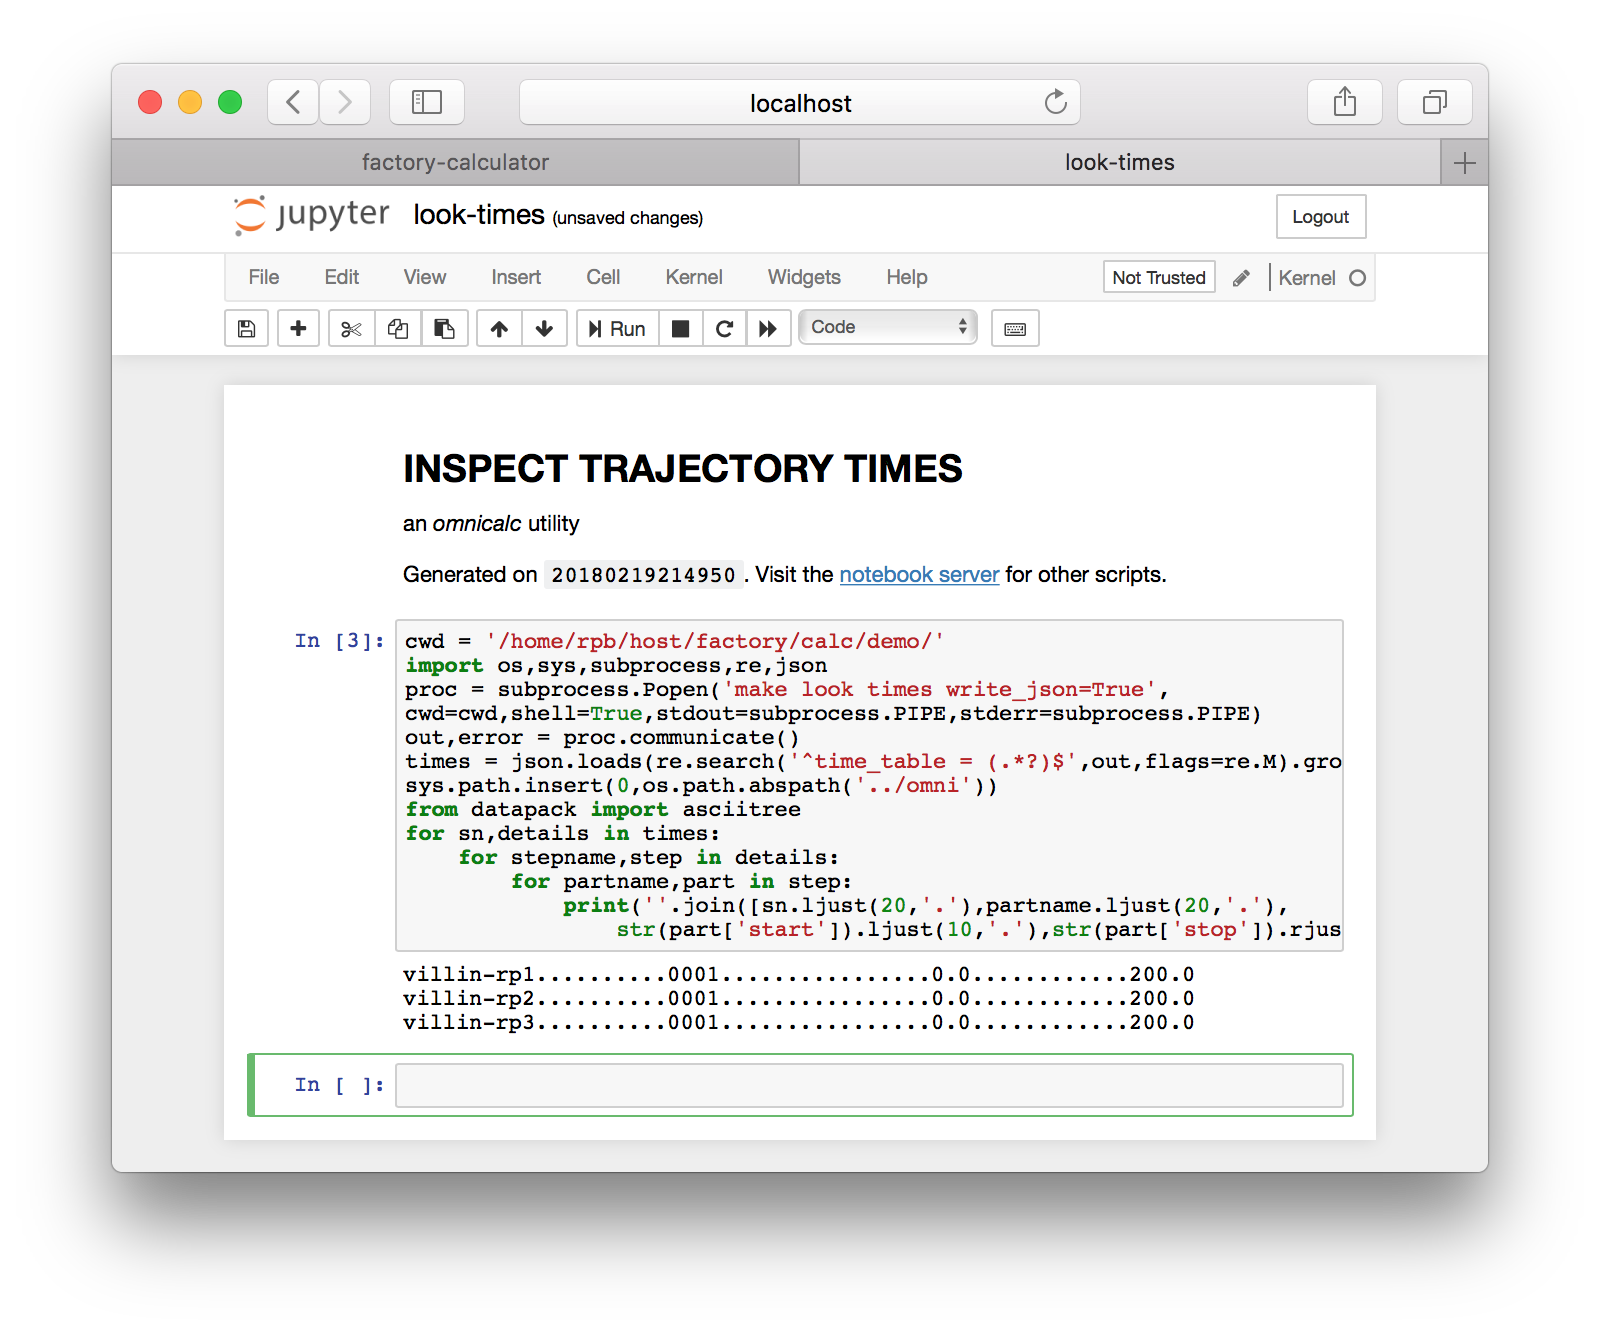 localhost
factory-calculator
look-times
jupyter look-times (unsaved changes)
Logout
File Edit View Insert Cell Kernel Widgets Help
Not Trusted Kernel
Run
Code
INSPECT TRAJECTORY TIMES
an omnicalc utility
Generated on 20180219214950. Visit the notebook server for other scripts.
In [3]:
cwd = '/home/rpb/host/factory/calc/demo/'
import os,sys,subprocess,re,json
proc = subprocess.Popen('make look times write_json=True',
cwd=cwd,shell=True,stdout=subprocess.PIPE,stderr=subprocess.PIPE)
out,error = proc.communicate()
times = json.loads(re.search('^time_table = (.*?)$',out,flags=re.M).gro
sys.path.insert(0,os.path.abspath('../omni'))
from datapack import asciitree
for sn,details in times:
    for stepname,step in details:
        for partname,part in step:
            print(''.join([sn.ljust(20,'.'),partname.ljust(20,'.'),
                str(part['start']).ljust(10,'.'),str(part['stop']).rjus
villin-rp1..........0001................0.0............200.0
villin-rp2..........0001................0.0............200.0
villin-rp3..........0001................0.0............200.0
In [ ]: